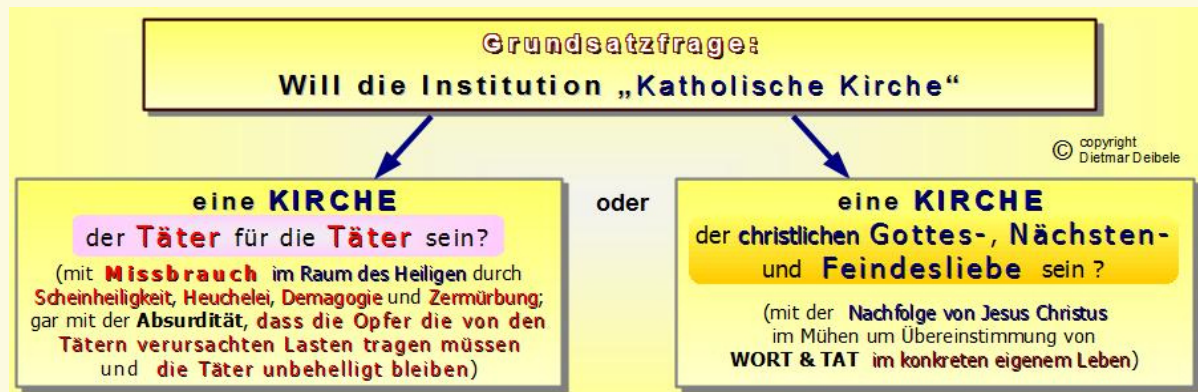 Grundsatzfrage:
Will die Institution „Katholische Kirche“
© copyright
Dietmar Deibele
eine KIRCHE
der Täter für die Täter sein?
(mit Missbrauch im Raum des Heiligen durch
Scheinheiligkeit, Heuchelei, Demagogie und Zermürbung;
gar mit der Absurdität, dass die Opfer die von den
Tätern verursachten Lasten tragen müssen
und die Täter unbehelligt bleiben)
oder
eine KIRCHE
der christlichen Gottes-, Nächsten-
und Feindesliebe sein ?
(mit der Nachfolge von Jesus Christus
im Mühen um Übereinstimmung von
WORT & TAT im konkreten eigenem Leben)